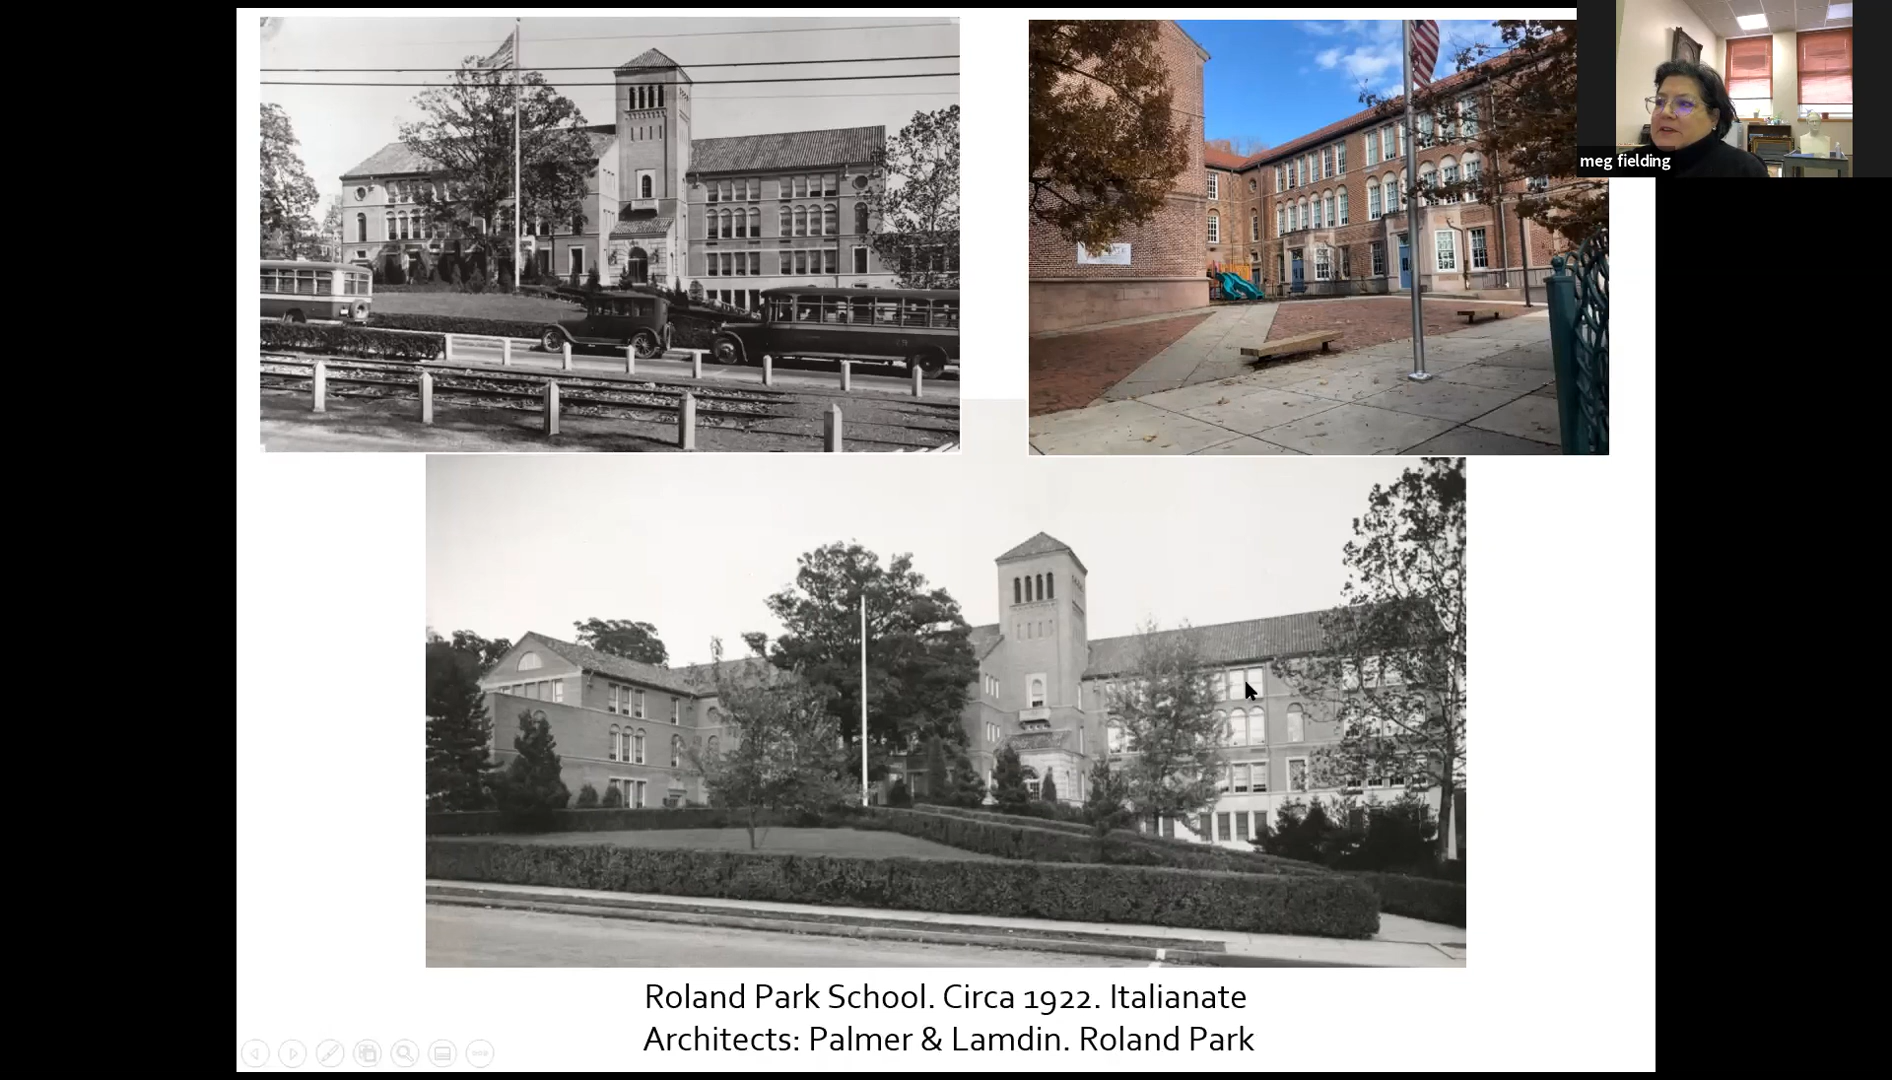 meg fielding
Roland Park School. Circa 1922. Italianate
Architects: Palmer & Lamdin. Roland Park